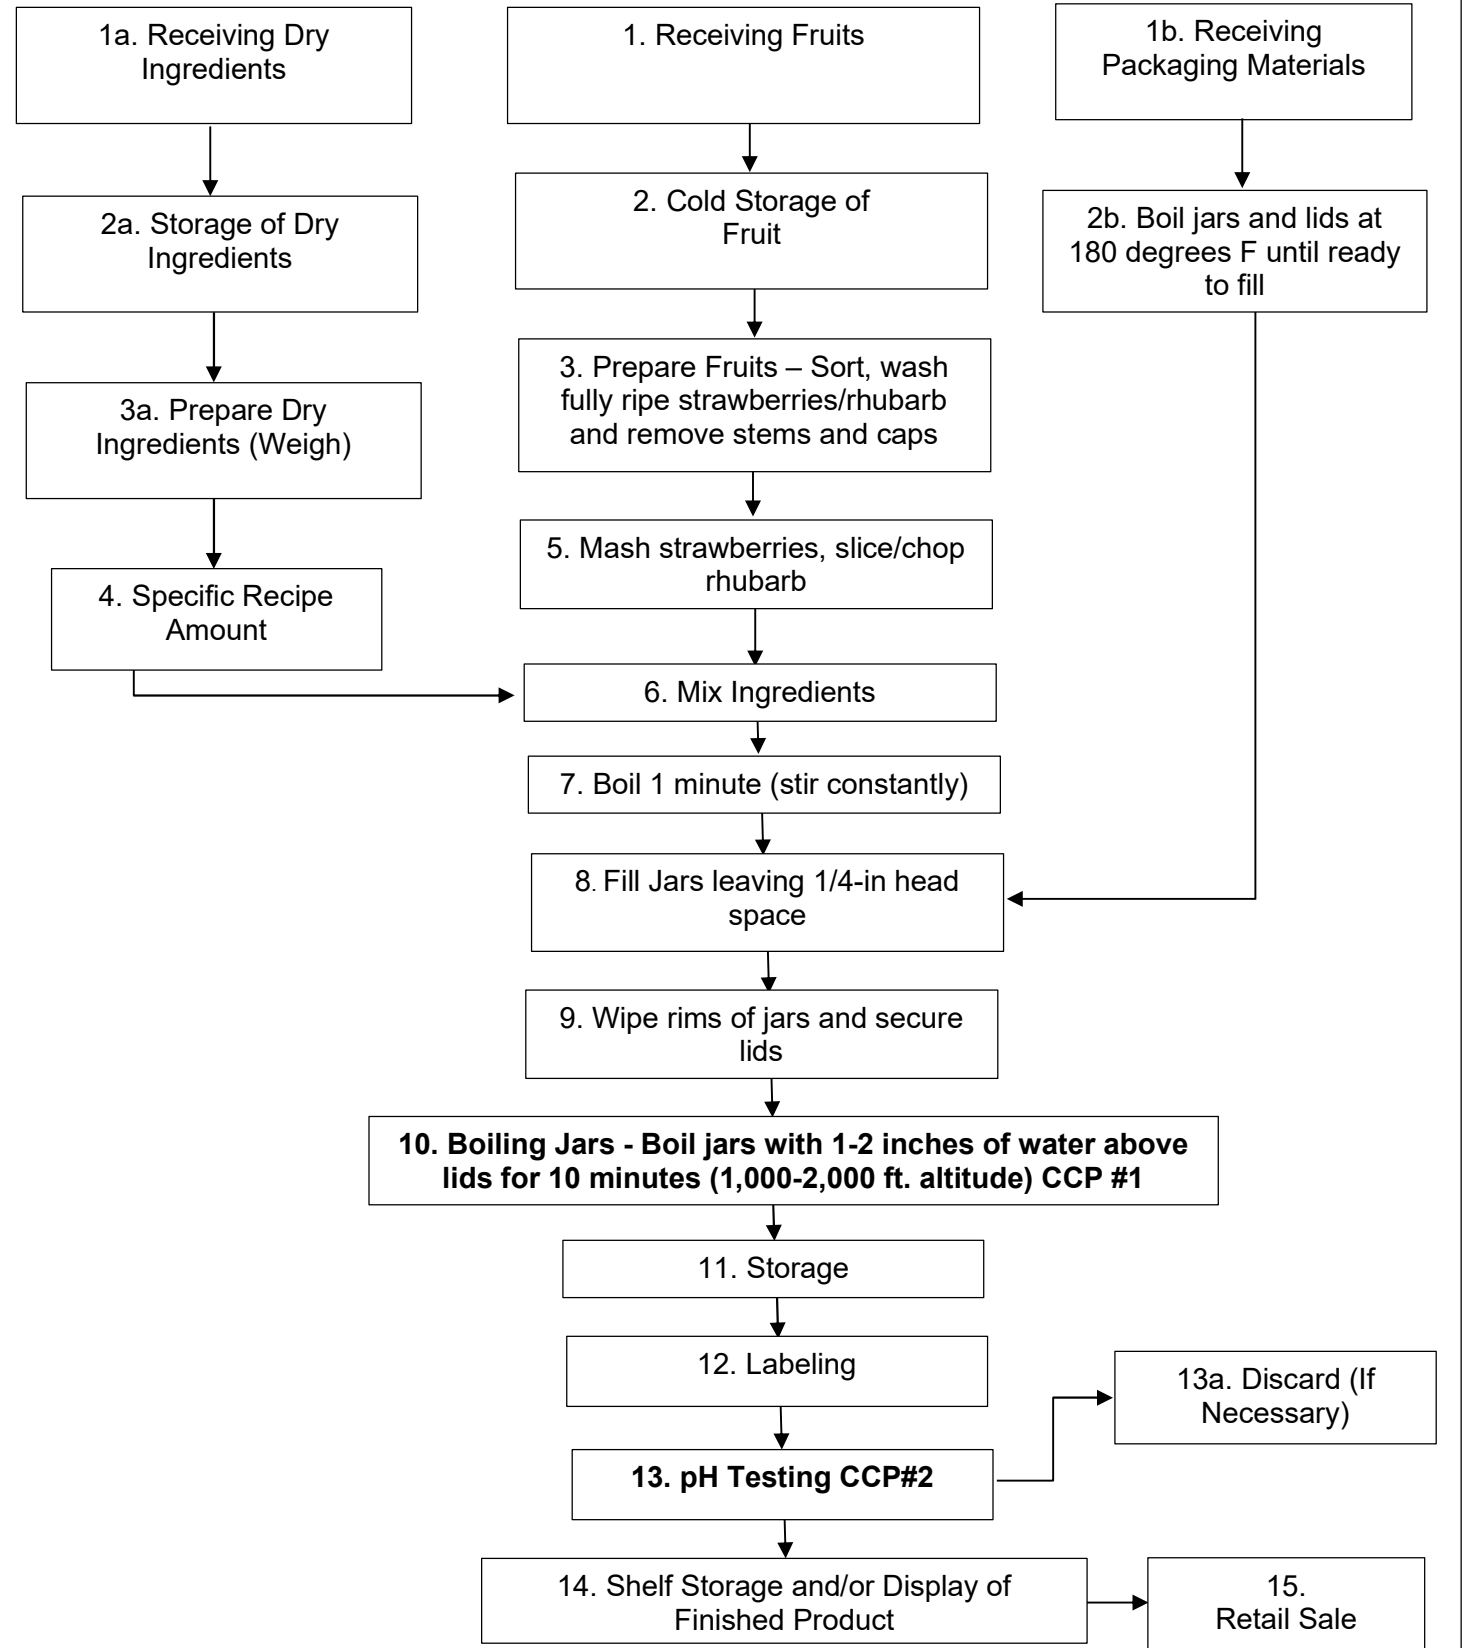 1a. Receiving Dry
Ingredients
1. Receiving Fruits
1b. Receiving
Packaging Materials
2a. Storage of Dry
Ingredients
2. Cold Storage of
Fruit
2b. Boil jars and lids at
180 degrees F until ready
to fill
3a. Prepare Dry
Ingredients (Weigh)
3. Prepare Fruits – Sort, wash
fully ripe strawberries/rhubarb
and remove stems and caps
4. Specific Recipe
Amount
5. Mash strawberries, slice/chop
rhubarb
6. Mix Ingredients
7. Boil 1 minute (stir constantly)
8. Fill Jars leaving 1/4-in head
space
9. Wipe rims of jars and secure
lids
10. Boiling Jars - Boil jars with 1-2 inches of water above
lids for 10 minutes (1,000-2,000 ft. altitude) CCP #1
11. Storage
12. Labeling
13. pH Testing CCP#2
13a. Discard (If
Necessary)
14. Shelf Storage and/or Display of
Finished Product
15.
Retail Sale